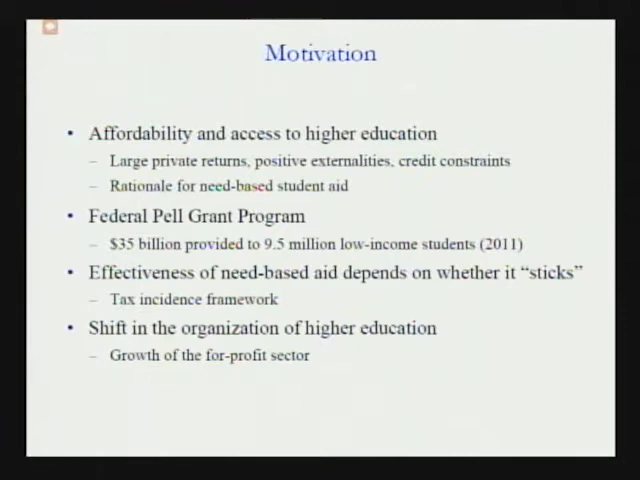 Motivation
• Affordability and access to higher education
– Large private returns, positive externalities, credit constraints
– Rationale for need-based student aid
• Federal Pell Grant Program
– $35 billion provided to 9.5 million low-income students (2011)
• Effectiveness of need-based aid depends on whether it “sticks”
– Tax incidence framework
• Shift in the organization of higher education
– Growth of the for-profit sector